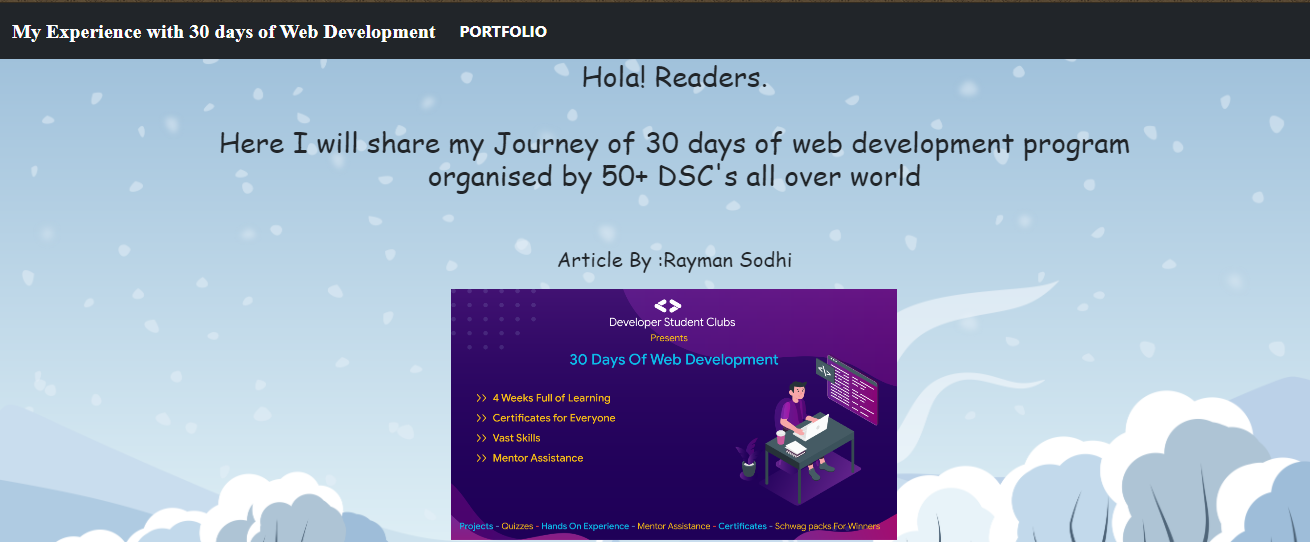 My Experience with 30 days of Web Development PORTFOLIO
Hola! Readers.
Here I will share my Journey of 30 days of web development program
organised by 50+ DSC's all over world
Article By :Rayman Sodhi
Developer Student Clubs
Presents
30 Days Of Web Development
>> 4 Weeks Full of Learning
>> Certificates for Everyone
>> Vast Skills
>> Mentor Assistance
Projects - Quizzes - Hands On Experience - Mentor Assistance - Certificates - Schwag packs For Winners